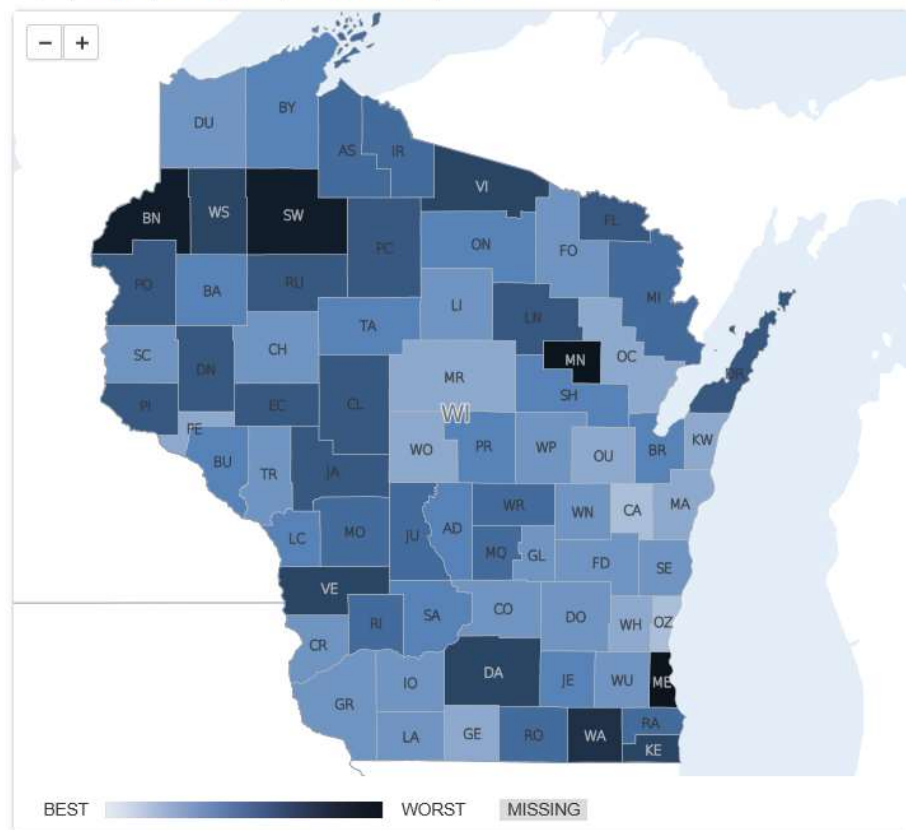 − +
DU
BY
AS
IR
VI
BN
WS
SW
FL
PC
ON
FO
PO
BA
RU
MI
LI
LN
TA
SC
CH
OC
DN
MN
DR
MR
SH
PI
EC
CL
WI
PE
KW
WO
PR
WP
OU
BR
BU
TR
JA
WR
WN
CA
MA
LC
MO
JU
AD
MQ
GL
FD
SE
VE
CO
DO
WH
OZ
CR
RI
SA
DA
JE
WU
ME
GR
IO
LA
GE
RO
WA
RA
KE
BEST WORST MISSING